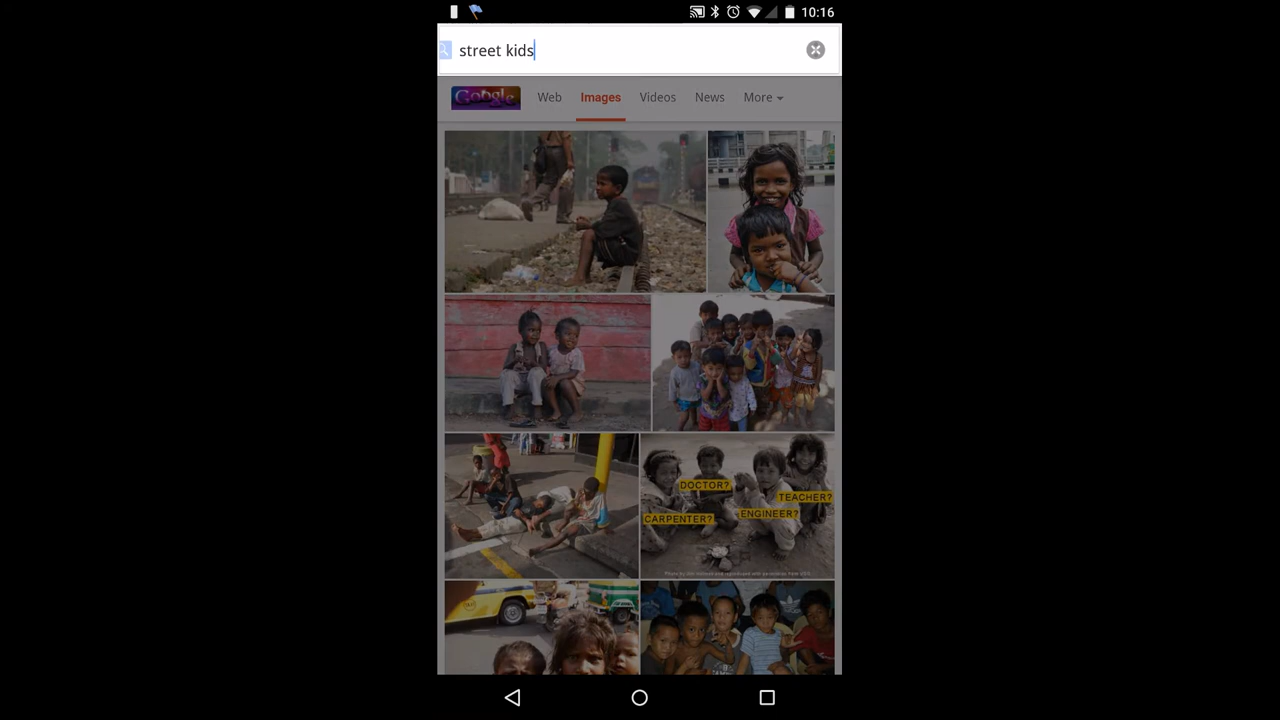 10:16
street kids
Google
Web
Images
Videos
News
More
DOCTOR?
TEACHER?
CARPENTER?
ENGINEER?